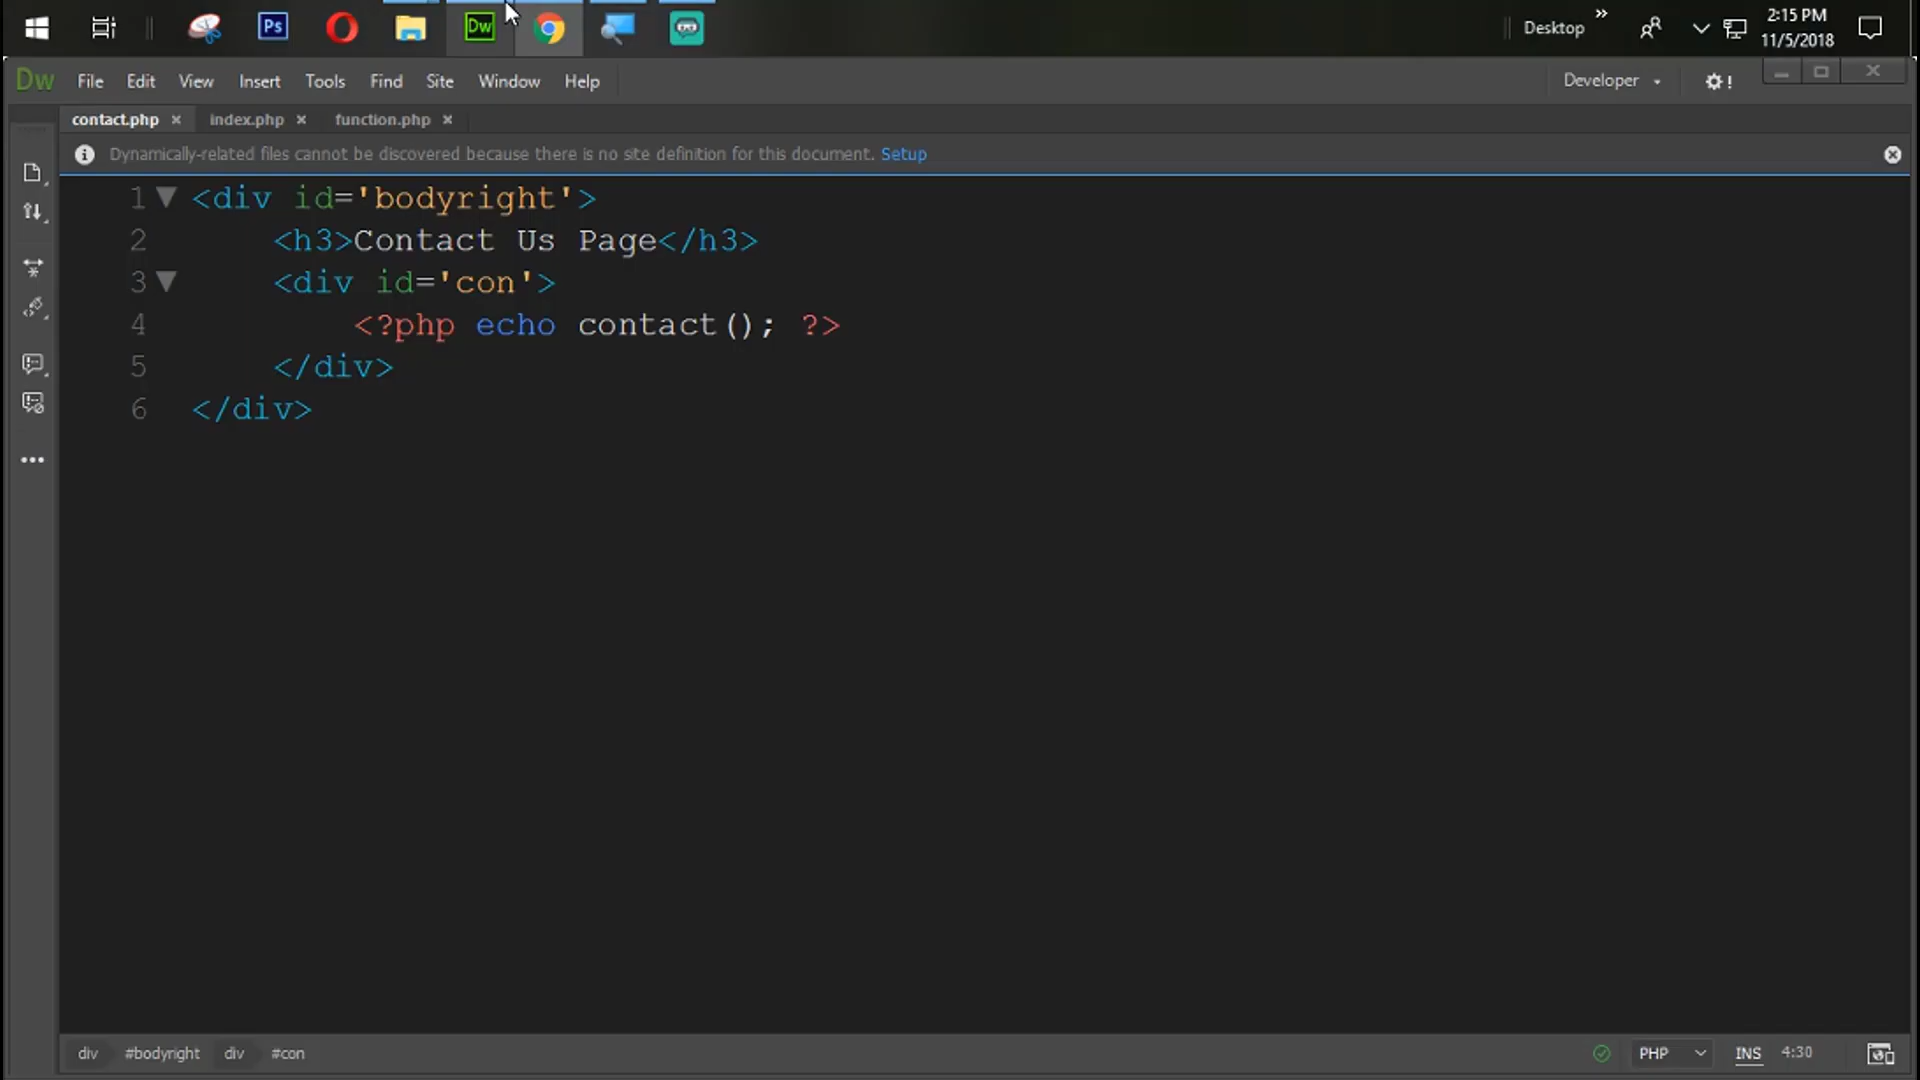 Ps
Dw
Desktop
»
2:15 PM
11/5/2018
Dw File Edit View Insert Tools Find Site Window Help
Developer
!
contact.php × index.php × function.php ×
Dynamically-related files cannot be discovered because there is no site definition for this document. Setup
1 <div id='bodyright'>
2 <h3>Contact Us Page</h3>
3 <div id='con'>
4 <?php echo contact(); ?>
5 </div>
6 </div>
div #bodyright div #con
PHP INS 4:30